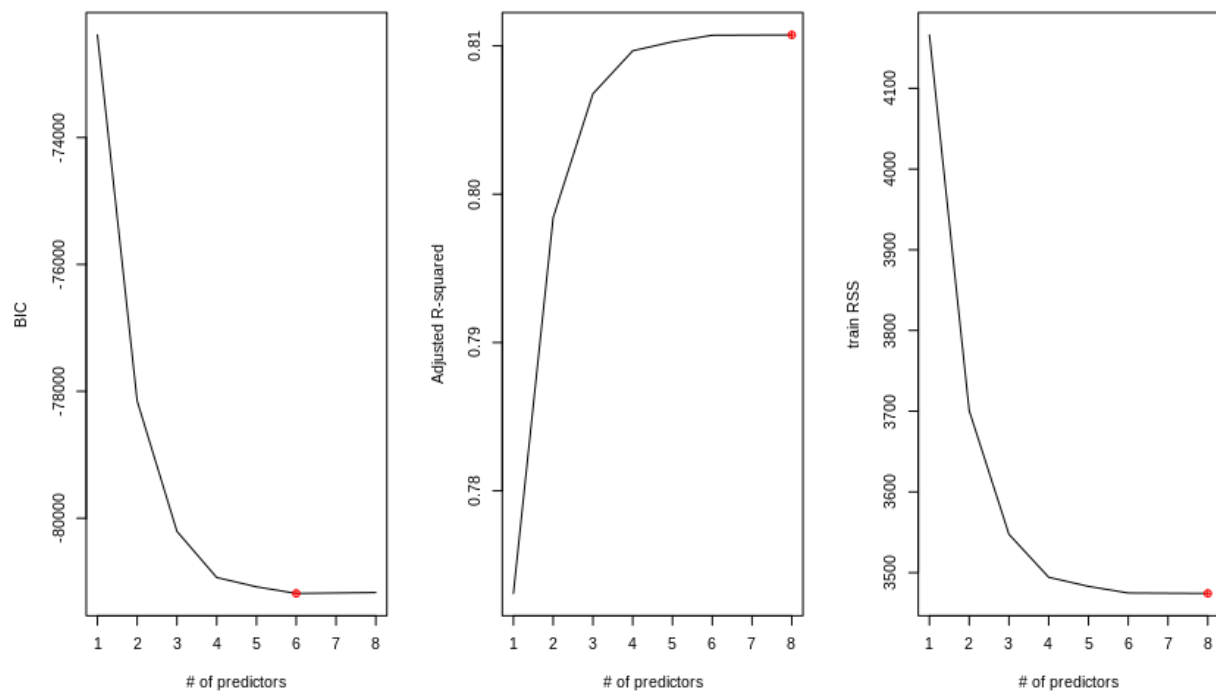 BIC
-74000
-76000
-78000
-80000
1 2 3 4 5 6 7 8
# of predictors
Adjusted R-squared
0.81
0.80
0.79
0.78
1 2 3 4 5 6 7 8
# of predictors
train RSS
4100
4000
3900
3800
3700
3600
3500
1 2 3 4 5 6 7 8
# of predictors